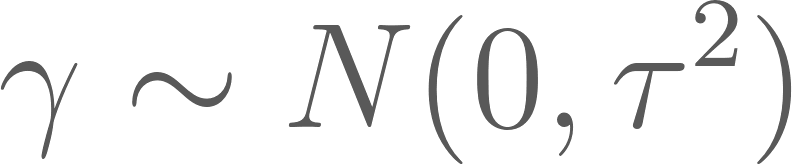 γ ∼ N(0, τ²)